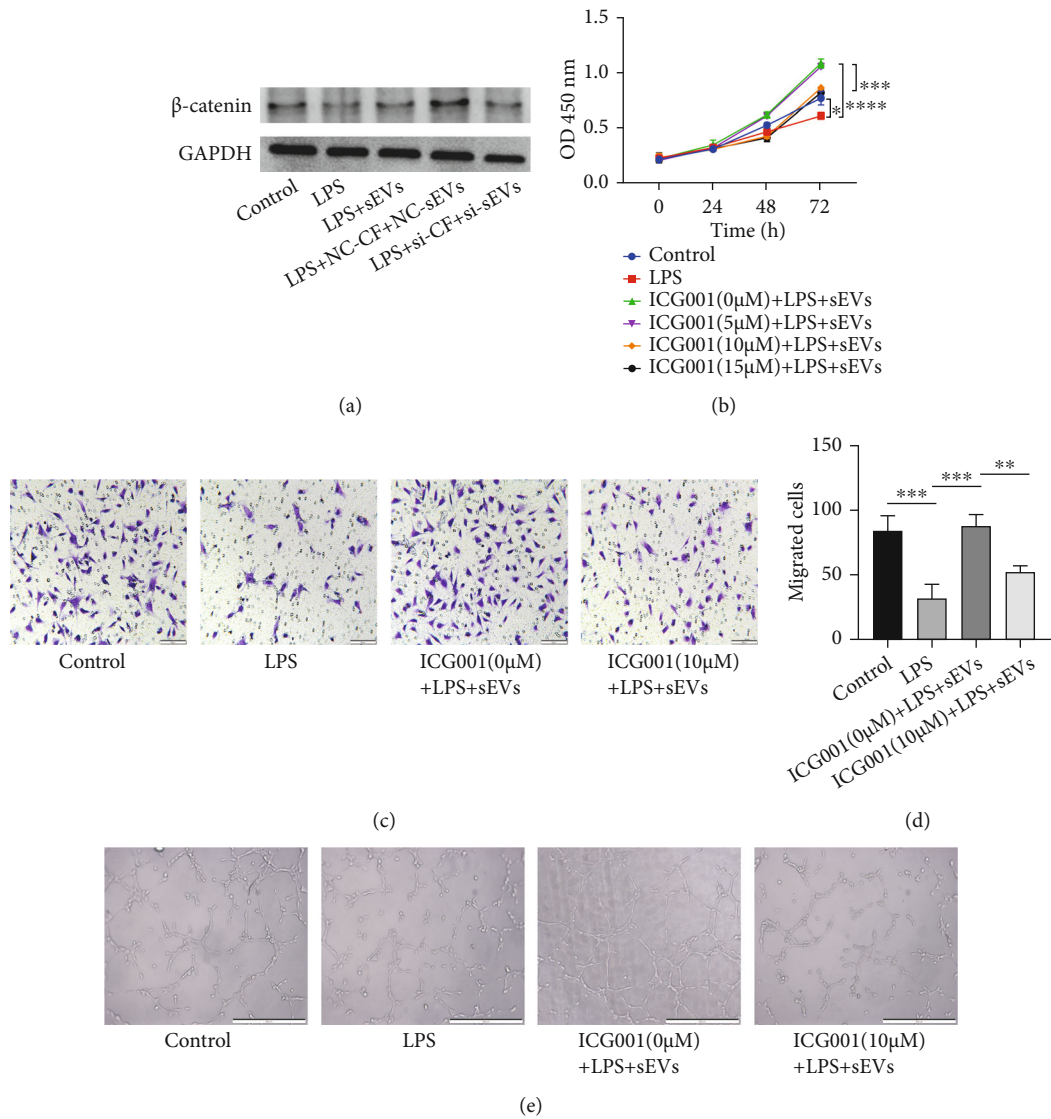 β-catenin
GAPDH
Control
LPS
LPS+sEVs
LPS+NC-CF+NC-sEVs
LPS+si-CF+si-sEVs
(a)
OD 450 nm
1.5
1.0
0.5
0.0
0 24 48 72
Time (h)
***
****
*
Control
LPS
ICG001(0μM)+LPS+sEVs
ICG001(5μM)+LPS+sEVs
ICG001(10μM)+LPS+sEVs
ICG001(15μM)+LPS+sEVs
(b)
Control
LPS
ICG001(0μM)
+LPS+sEVs
ICG001(10μM)
+LPS+sEVs
(c)
Migrated cells
150
100
50
0
*** *** **
Control
LPS
ICG001(0μM)+LPS+sEVs
ICG001(10μM)+LPS+sEVs
(d)
Control
LPS
ICG001(0μM)
+LPS+sEVs
ICG001(10μM)
+LPS+sEVs
(e)